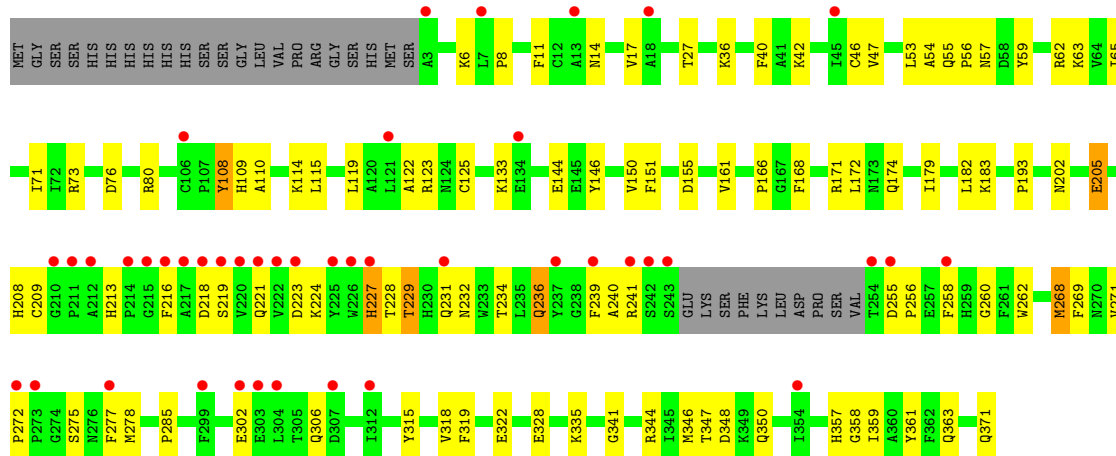 MET GLY SER SER HIS HIS HIS HIS HIS HIS SER SER GLY LEU VAL PRO ARG GLY SER HIS MET SER A3 K6 L7 P8 F11 C12 A13 N14 V17 A18 T27 K36 F40 A41 K42 I45 C46 V47 L53 A54 Q55 P56 N57 D58 Y59 R62 K63 V64 I65
I71 I72 R73 D76 R80 C106 P107 Y108 H109 A110 K114 L115 L119 A120 L121 A122 R123 N124 C125 K133 E134 E144 E145 Y146 V150 F151 D155 V161 P166 G167 F168 R171 L172 N173 Q174 I179 L182 K183 P193 N202 E205
H208 C209 G210 P211 A212 H213 P214 G215 F216 A217 D218 S219 V220 Q221 V222 D223 K224 Y225 W226 H227 T228 T229 H230 Q231 N232 W233 T234 L235 Q236 Y237 G238 F239 A240 R241 S242 S243 GLU LYS SER PHE LYS LEU ASP PRO SER VAL T254 D255 P256 E257 F258 H259 G260 F261 W262 M268 F269 N270
P272 P273 G274 S275 N276 F277 M278 P285 F299 E302 E303 L304 T305 Q306 D307 I312 Y315 V318 F319 E322 E328 K335 G341 R344 I345 M346 T347 D348 K349 Q350 I354 H357 G358 I359 A360 Y361 F362 Q363 Q371